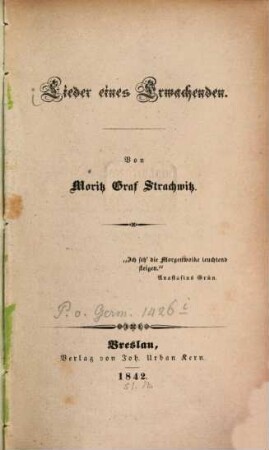 Lieder eines Erwachenden.
Von
Moritz Graf Strachwitz.
„Ich seh' die Morgenwolke leuchtend
steigen."
Anastasius Grün.
P. o. Germ. 1426 i
Breslau,
Verlag von Joh. Urban Kern.
1842.